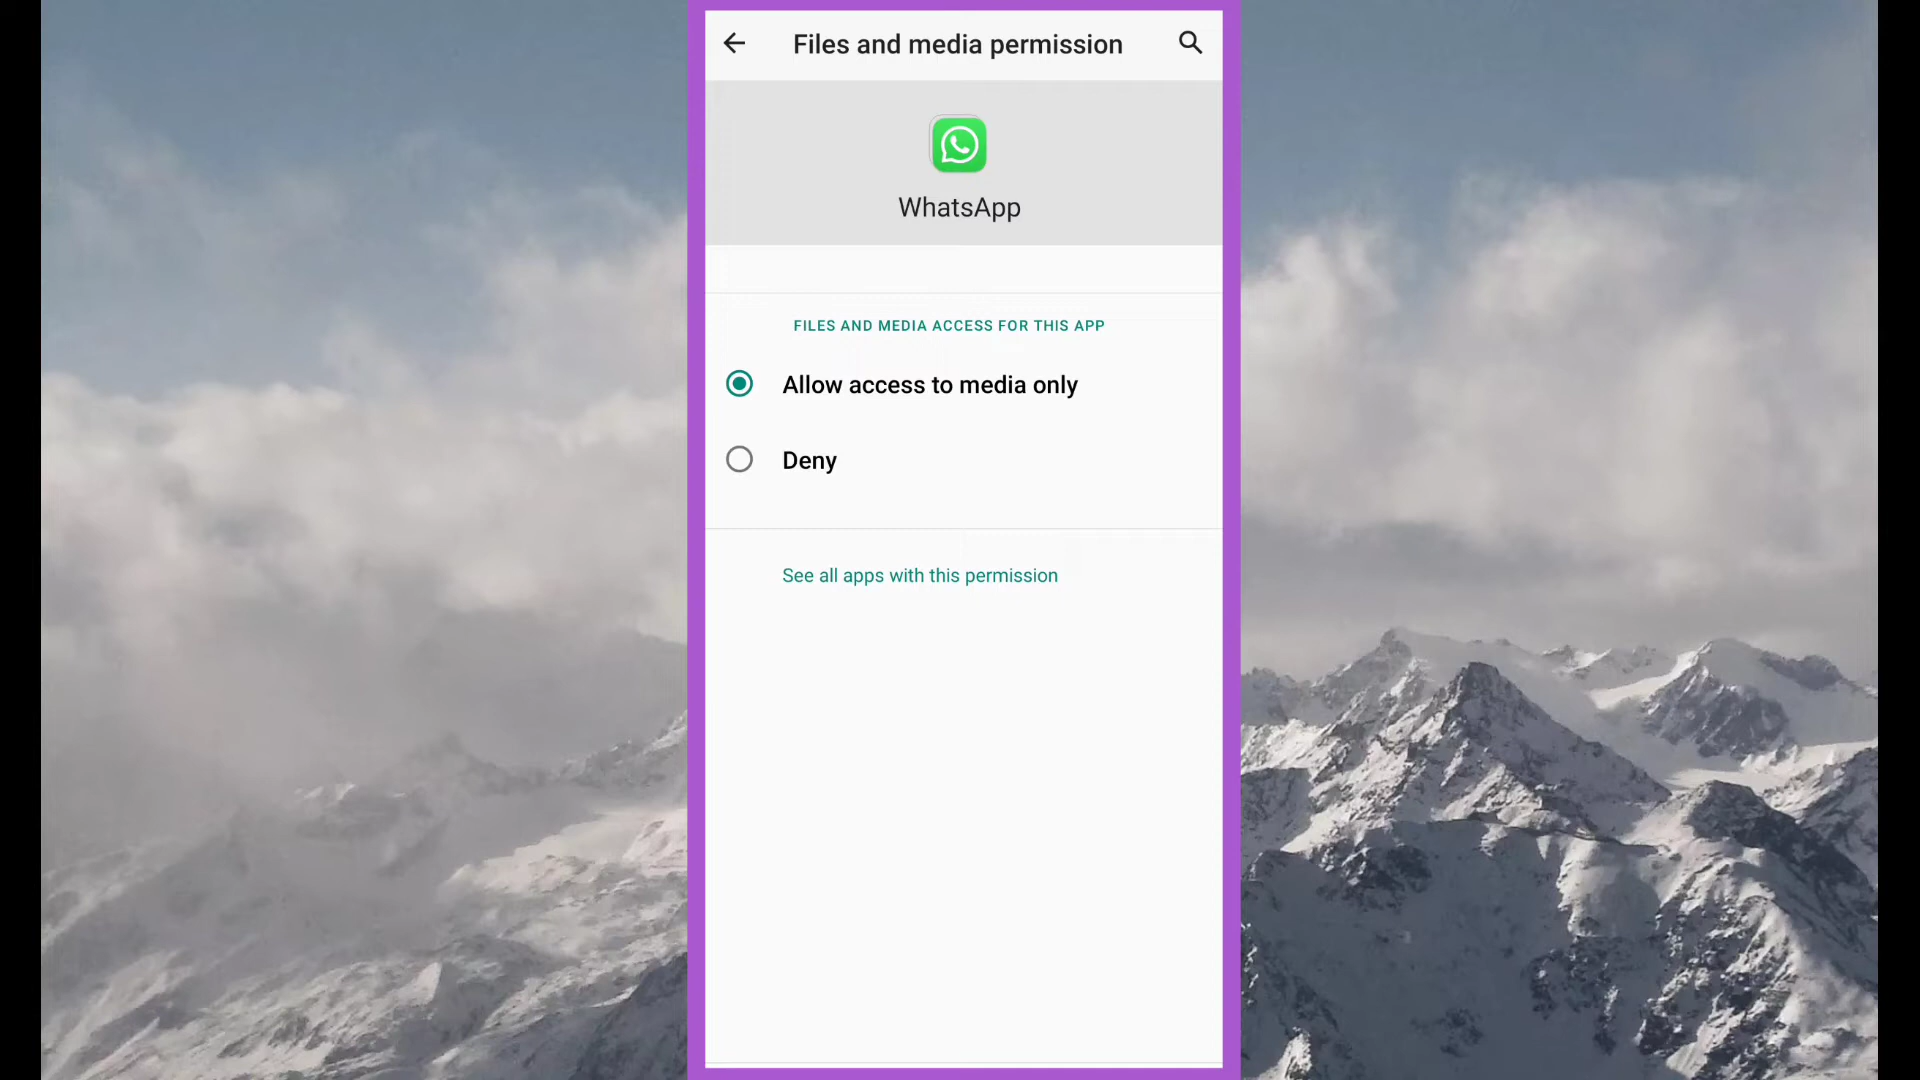 Files and media permission
WhatsApp
FILES AND MEDIA ACCESS FOR THIS APP
Allow access to media only
Deny
See all apps with this permission